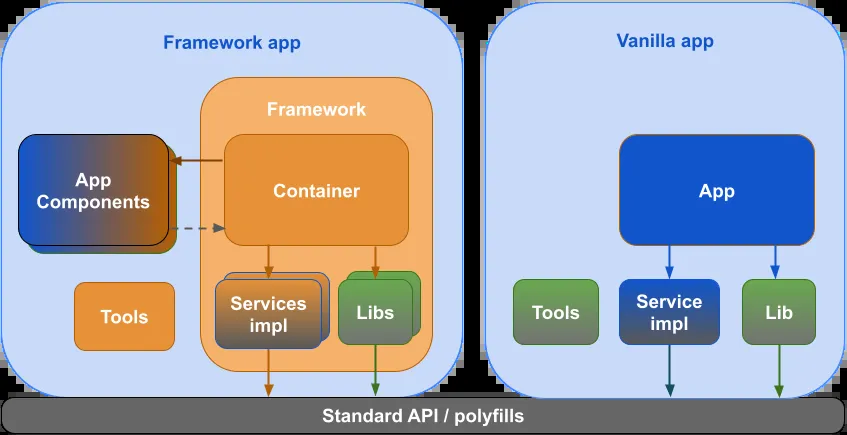 Framework app
Framework
App
Components
Container
Tools
Services
impl
Libs
Vanilla app
App
Tools
Service
impl
Lib
Standard API / polyfills